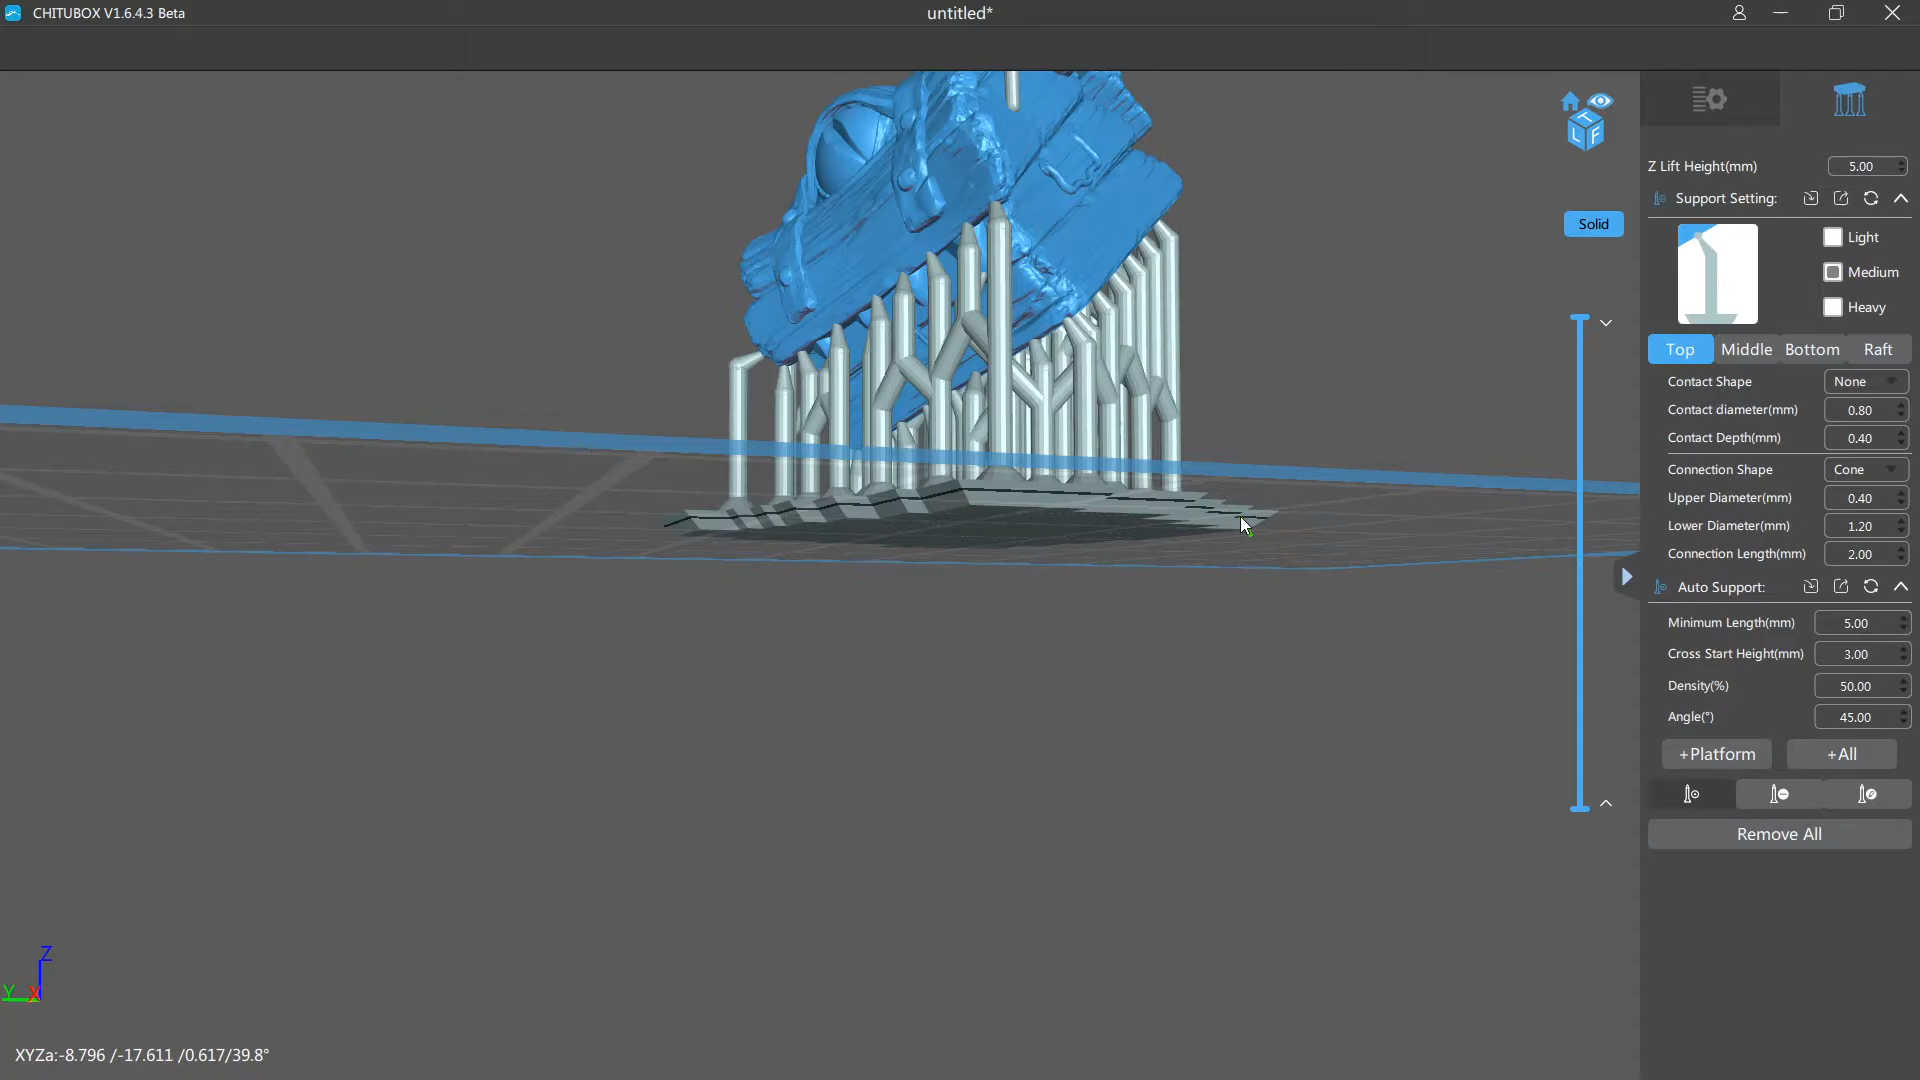 CHITUBOX V1.6.4.3 Beta
untitled*
T
L F
Solid
Z Lift Height(mm) 5.00
Support Setting:
Light
Medium
Heavy
Top Middle Bottom Raft
Contact Shape None
Contact diameter(mm) 0.80
Contact Depth(mm) 0.40
Connection Shape Cone
Upper Diameter(mm) 0.40
Lower Diameter(mm) 1.20
Connection Length(mm) 2.00
Auto Support:
Minimum Length(mm) 5.00
Cross Start Height(mm) 3.00
Density(%) 50.00
Angle(°) 45.00
+Platform +All
Remove All
Z
Y X
XYZa:-8.796 /-17.611 /0.617/39.8°